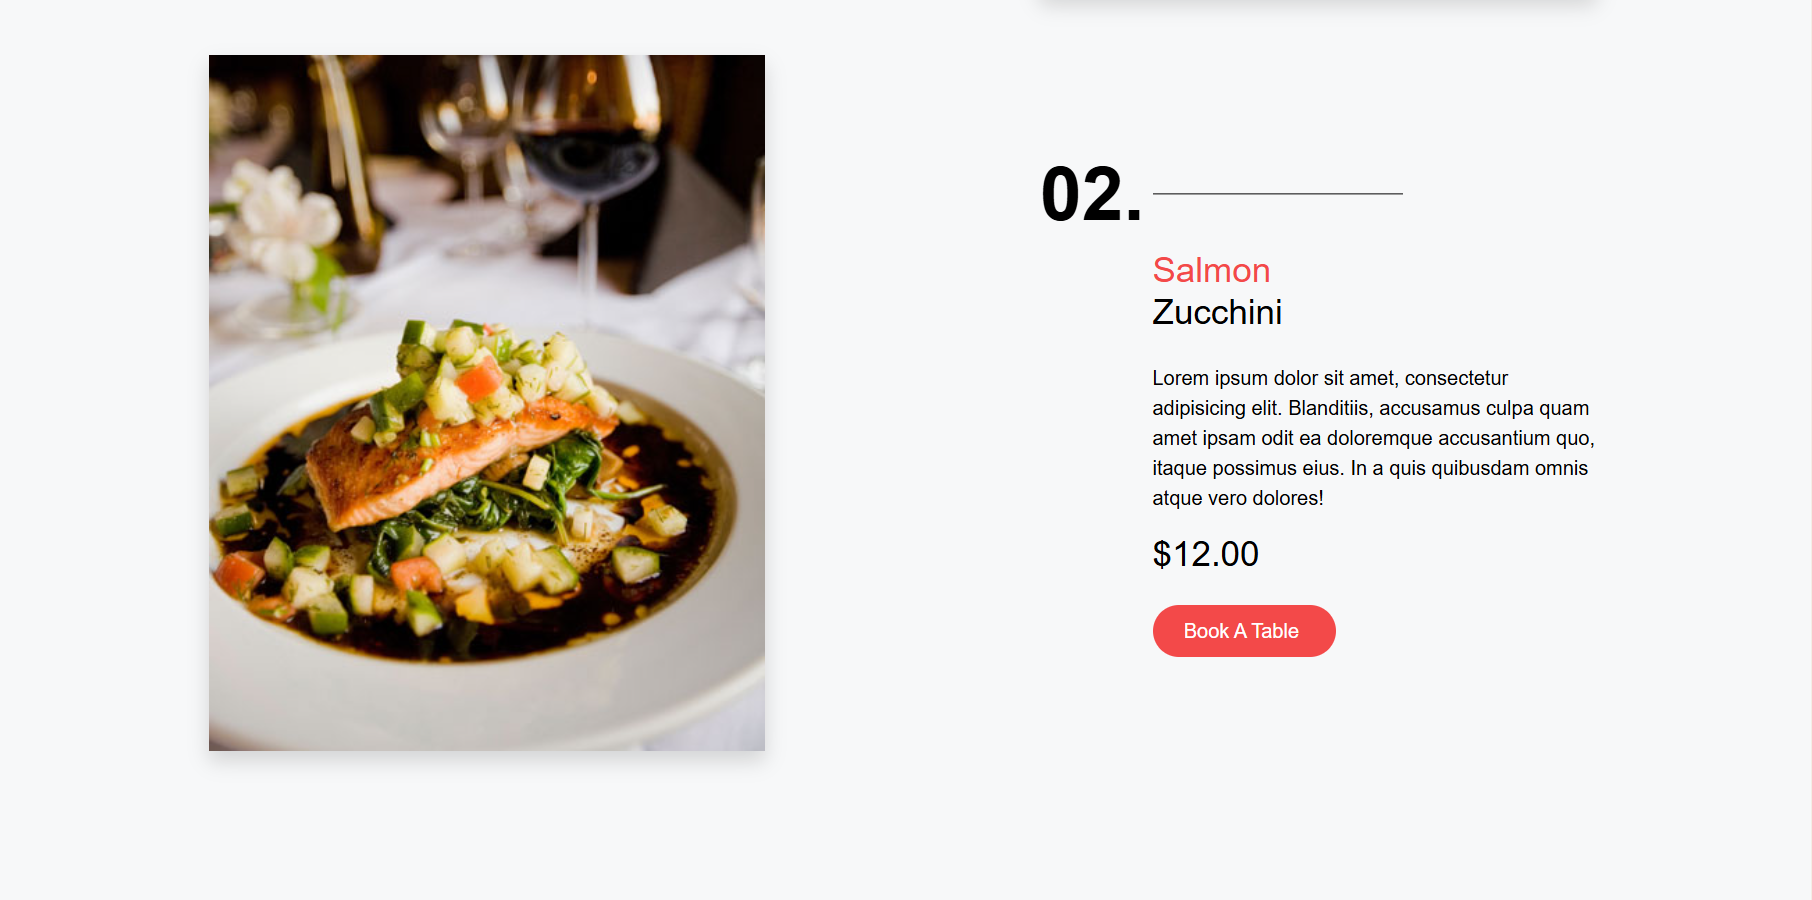 02.
Salmon
Zucchini
Lorem ipsum dolor sit amet, consectetur
adipisicing elit. Blanditiis, accusamus culpa quam
amet ipsam odit ea doloremque accusantium quo,
itaque possimus eius. In a quis quibusdam omnis
atque vero dolores!
$12.00
Book A Table